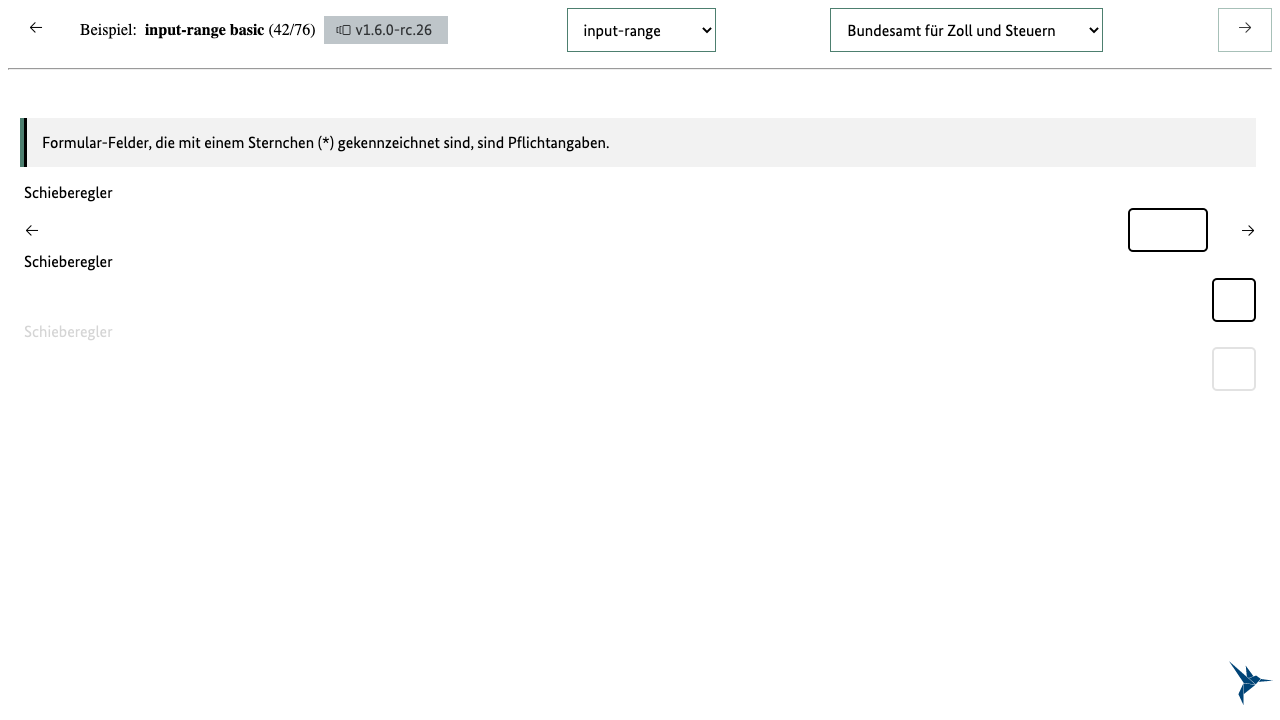 Beispiel: input-range basic (42/76) v1.6.0-rc.26 input-range Bundesamt für Zoll und Steuern
Formular-Felder, die mit einem Sternchen (*) gekennzeichnet sind, sind Pflichtangaben.
Schieberegler
Schieberegler
Schieberegler